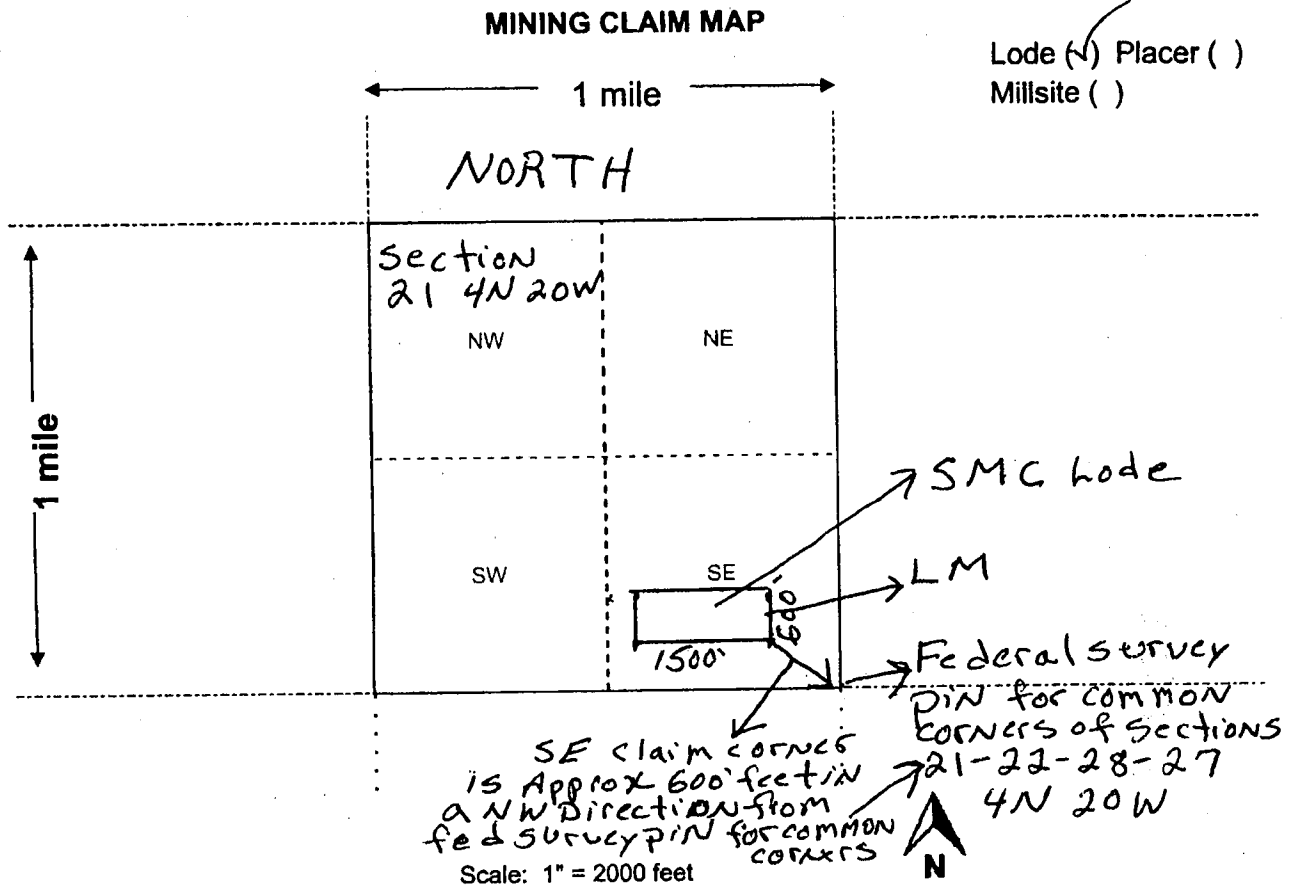 MINING CLAIM MAP
Lode (√) Placer ( )
Millsite ( )
1 mile
NORTH
Section
21 4N 20W
NW
NE
1 mile
SW
SE
SMC Lode
LM
600'
1500'
Federal survey
pin for common
corners of sections
21-22-28-27
4N 20W
SE claim corner
is Approx 600' feet in
a NW Direction from
fed survey pin for common
corners
N
Scale: 1" = 2000 feet